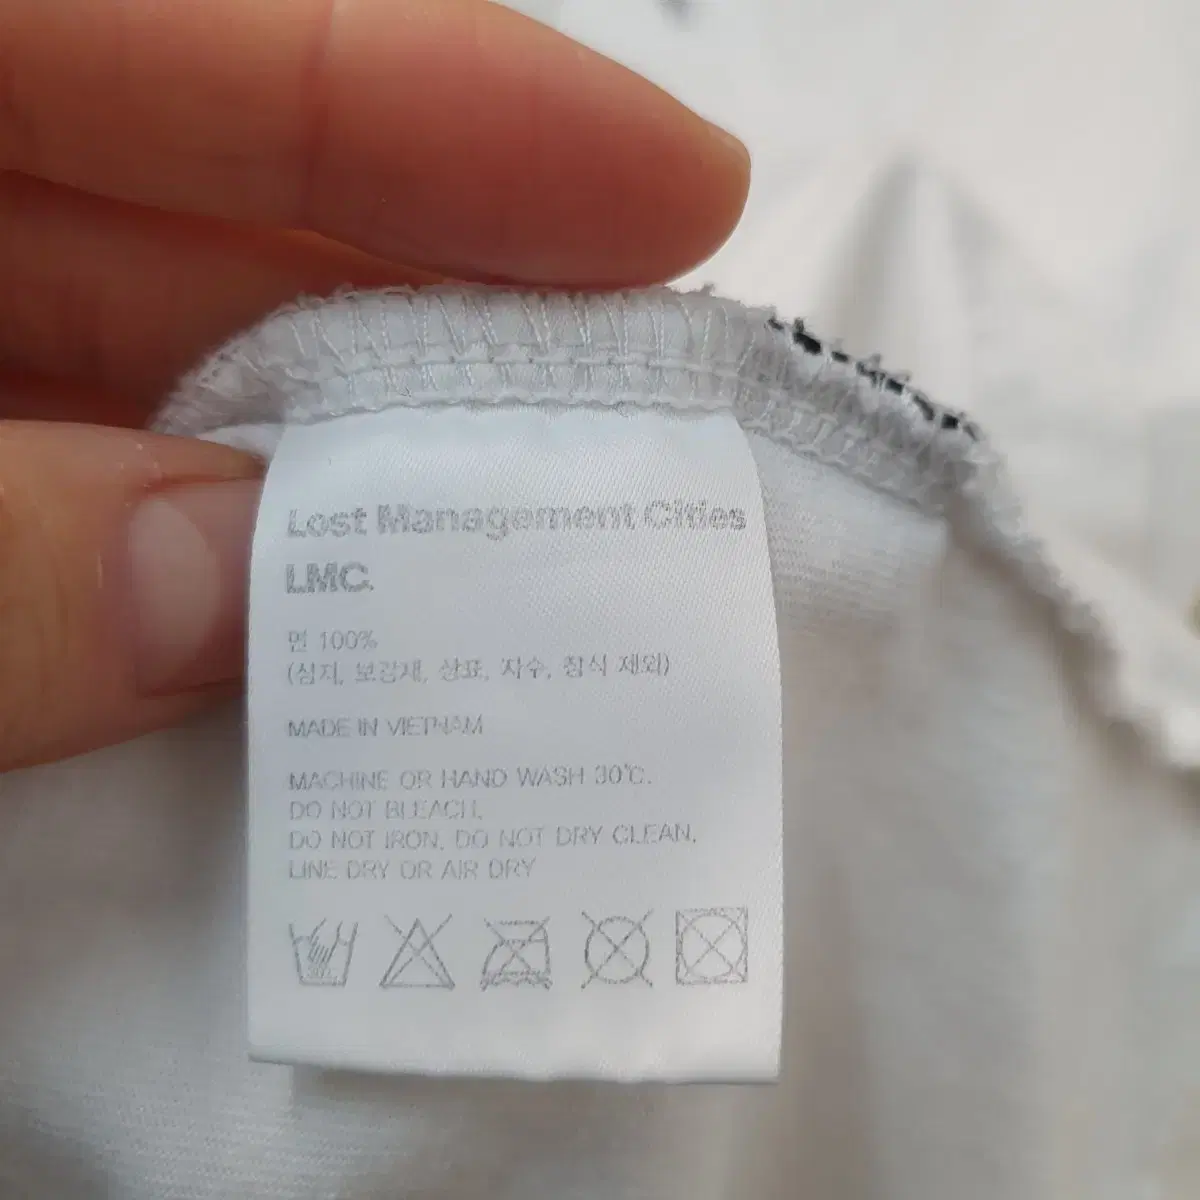 Lost Management Cities
LMC.
면 100%
(심지, 보강재, 상표, 자수, 장식 제외)
MADE IN VIETNAM
MACHINE OR HAND WASH 30℃.
DO NOT BLEACH.
DO NOT IRON. DO NOT DRY CLEAN.
LINE DRY OR AIR DRY